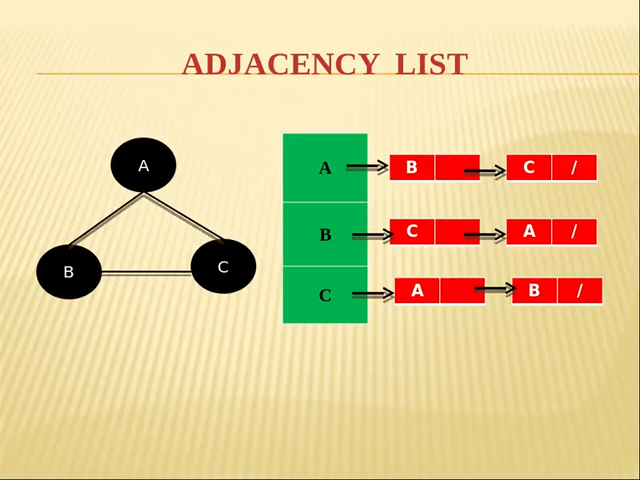 ADJACENCY LIST
A
B
C
A B C /
B C A /
C A B /